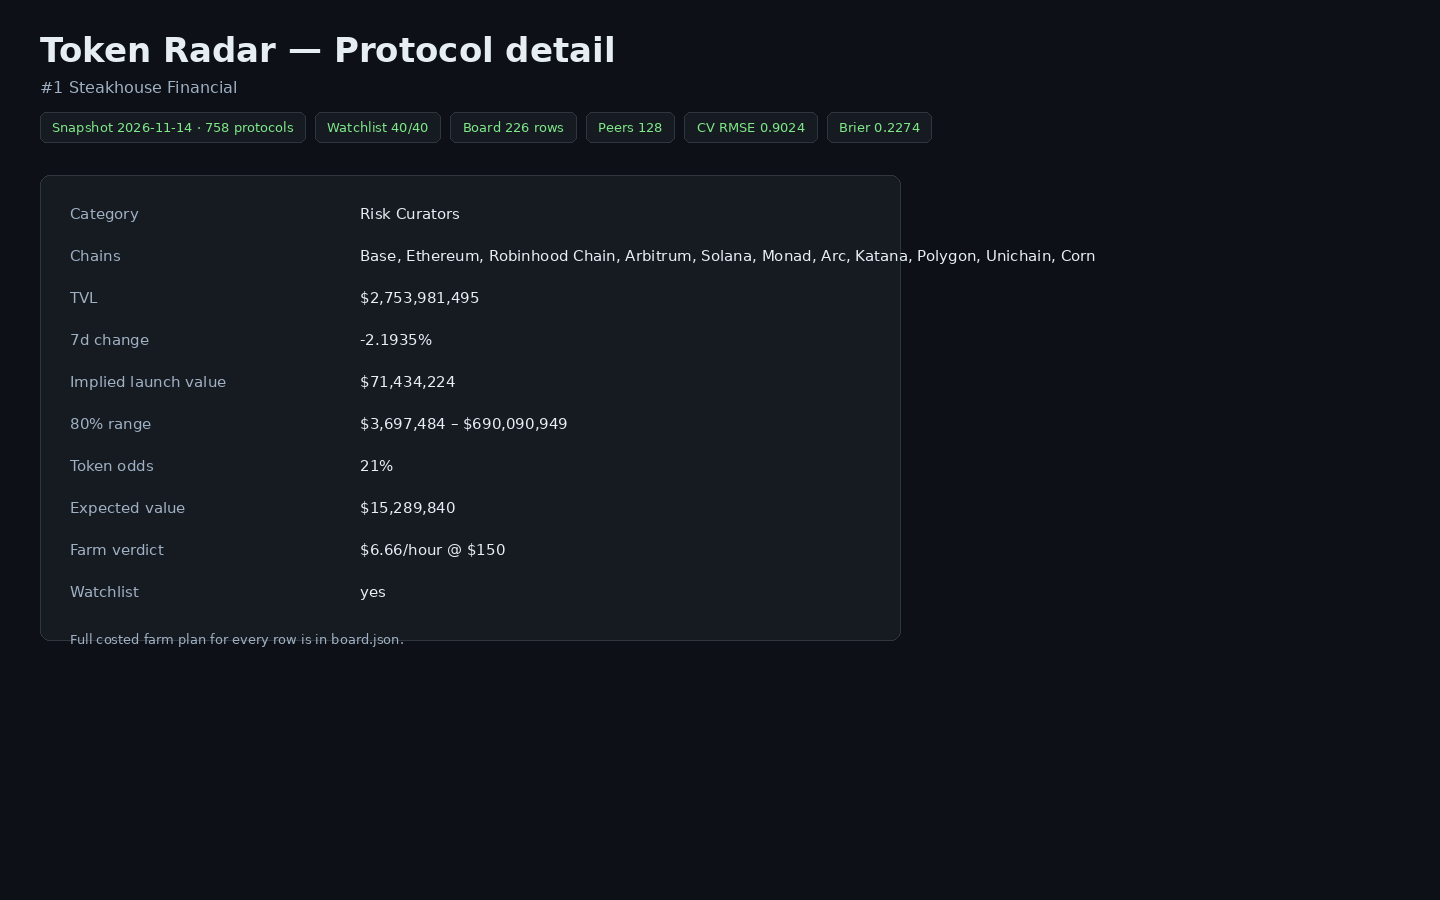 Token Radar — Protocol detail
#1 Steakhouse Financial
Snapshot 2026-11-14 · 758 protocols Watchlist 40/40 Board 226 rows Peers 128 CV RMSE 0.9024 Brier 0.2274
Category Risk Curators
Chains Base, Ethereum, Robinhood Chain, Arbitrum, Solana, Monad, Arc, Katana, Polygon, Unichain, Corn
TVL $2,753,981,495
7d change -2.1935%
Implied launch value $71,434,224
80% range $3,697,484 – $690,090,949
Token odds 21%
Expected value $15,289,840
Farm verdict $6.66/hour @ $150
Watchlist yes
Full costed farm plan for every row is in board.json.